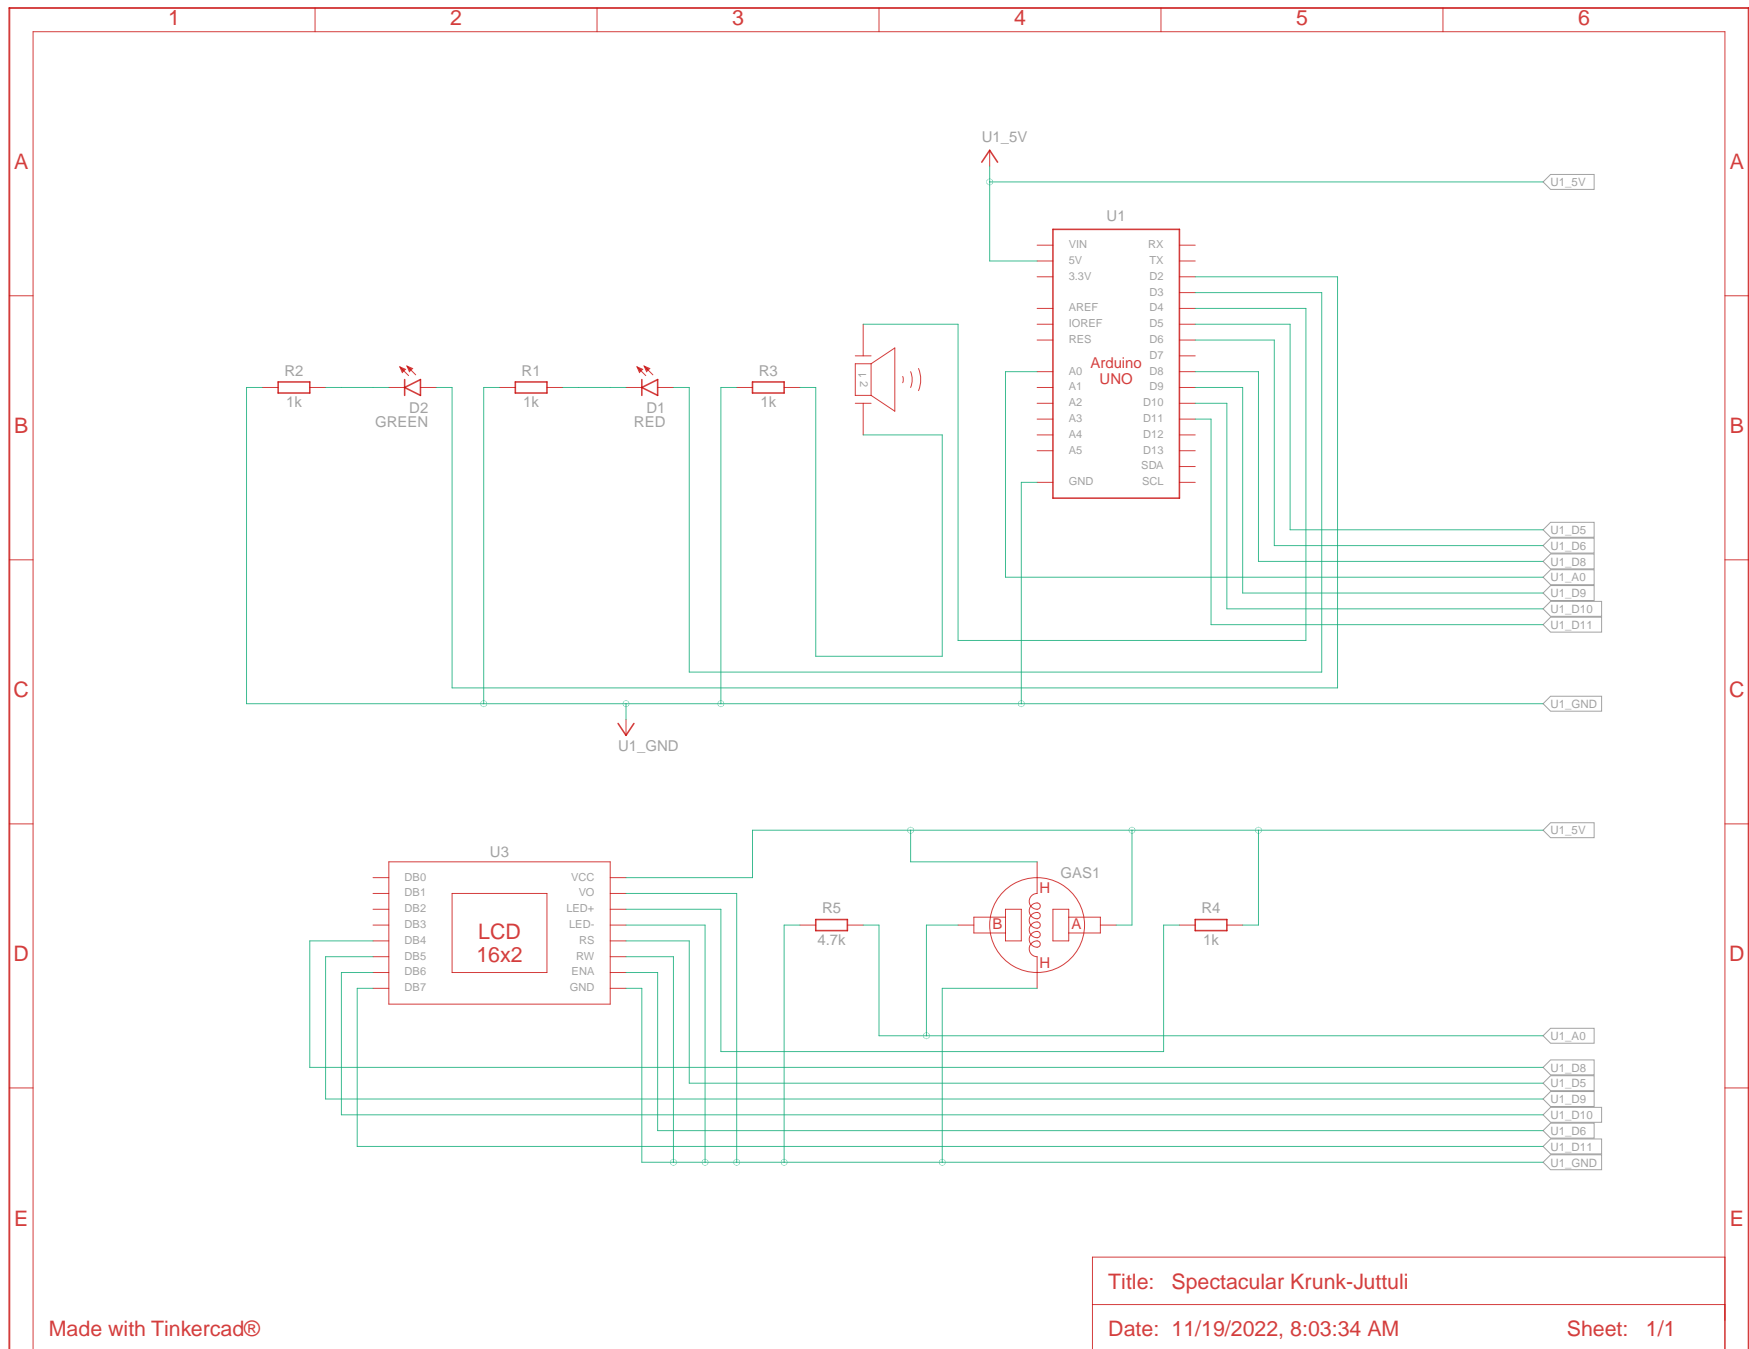 1 2 3 4 5 6
A A
U1_5V
U1_5V
U1
VIN RX
5V TX
3.3V D2
D3
AREF D4
IOREF D5
RES D6
D7
Arduino
UNO
A0 D8
A1 D9
A2 D10
A3 D11
A4 D12
A5 D13
SDA
GND SCL
R2
1k
D2
GREEN
R1
1k
D1
RED
R3
1k
1 2
B B
U1_D5
U1_D6
U1_D8
U1_A0
U1_D9
U1_D10
U1_D11
C C
U1_GND
U1_GND
U1_5V
U3
DB0 VCC
DB1 VO
DB2 LED+
DB3 LED-
DB4 RS
DB5 RW
DB6 ENA
DB7 GND
LCD
16x2
R5
4.7k
GAS1
H
B A
H
R4
1k
D D
U1_A0
U1_D8
U1_D5
U1_D9
U1_D10
U1_D6
U1_D11
U1_GND
E E
Title: Spectacular Krunk-Juttuli
Made with Tinkercad®
Date: 11/19/2022, 8:03:34 AM Sheet: 1/1